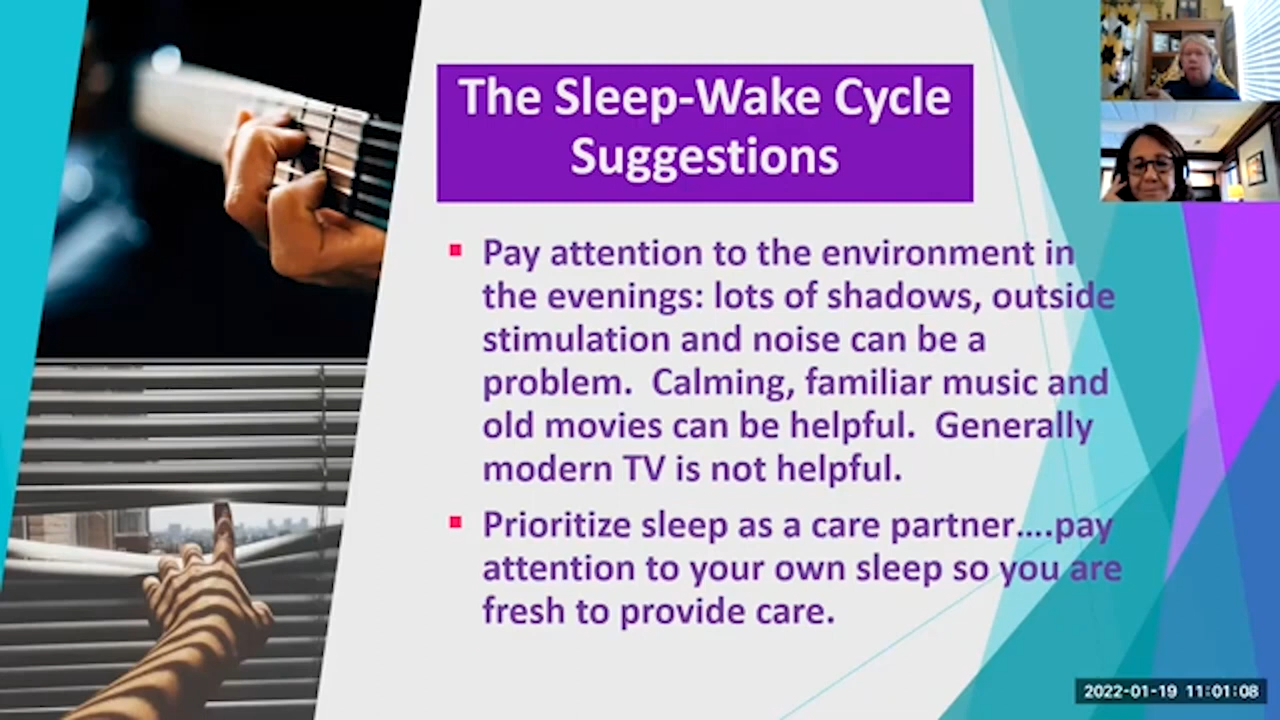 The Sleep-Wake Cycle
Suggestions
Pay attention to the environment in
the evenings: lots of shadows, outside
stimulation and noise can be a
problem.  Calming, familiar music and
old movies can be helpful.  Generally
modern TV is not helpful.
Prioritize sleep as a care partner....pay
attention to your own sleep so you are
fresh to provide care.
2022-01-19 11:01:08